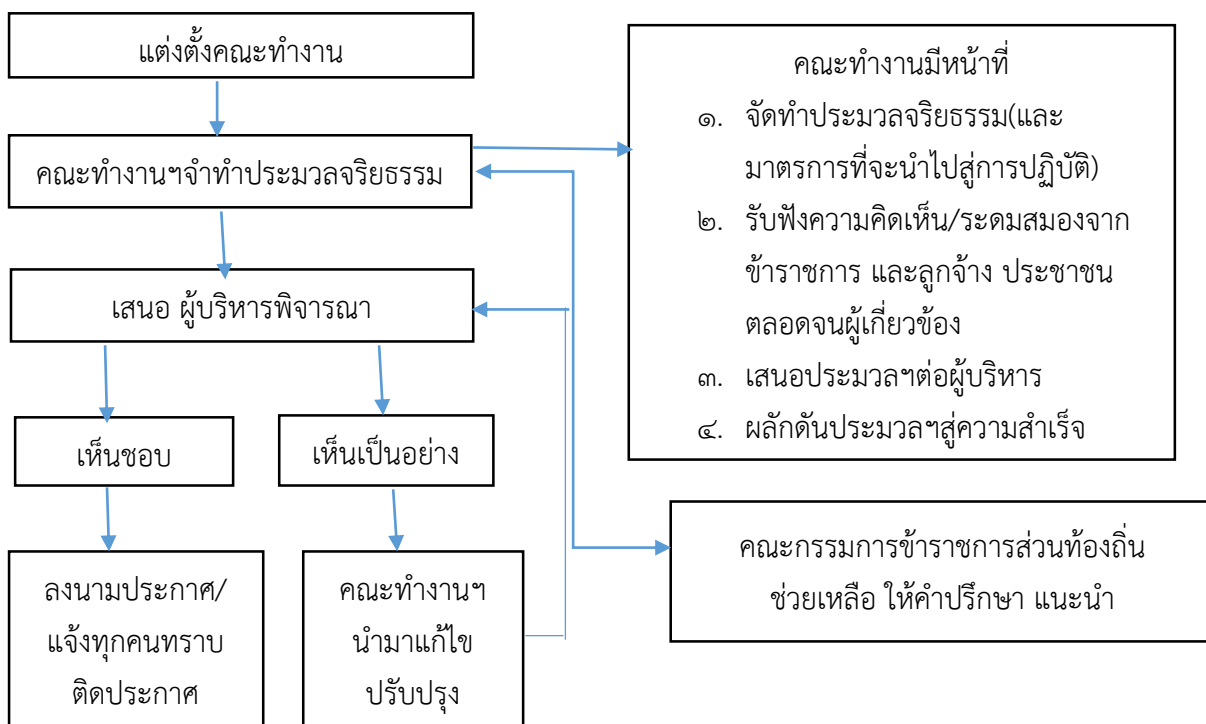 แต่งตั้งคณะทำงาน
คณะทำงานฯจำทำประมวลจริยธรรม
เสนอ ผู้บริหารพิจารณา
เห็นชอบ
เห็นเป็นอย่าง
ลงนามประกาศ/
แจ้งทุกคนทราบ
ติดประกาศ
คณะทำงานฯ
นำมาแก้ไข
ปรับปรุง
คณะทำงานมีหน้าที่
๑. จัดทำประมวลจริยธรรม(และ
มาตรการที่จะนำไปสู่การปฏิบัติ)
๒. รับฟังความคิดเห็น/ระดมสมองจาก
ข้าราชการ และลูกจ้าง ประชาชน
ตลอดจนผู้เกี่ยวข้อง
๓. เสนอประมวลฯต่อผู้บริหาร
๔. ผลักดันประมวลฯสู่ความสำเร็จ
คณะกรรมการข้าราชการส่วนท้องถิ่น
ช่วยเหลือ ให้คำปรึกษา แนะนำ